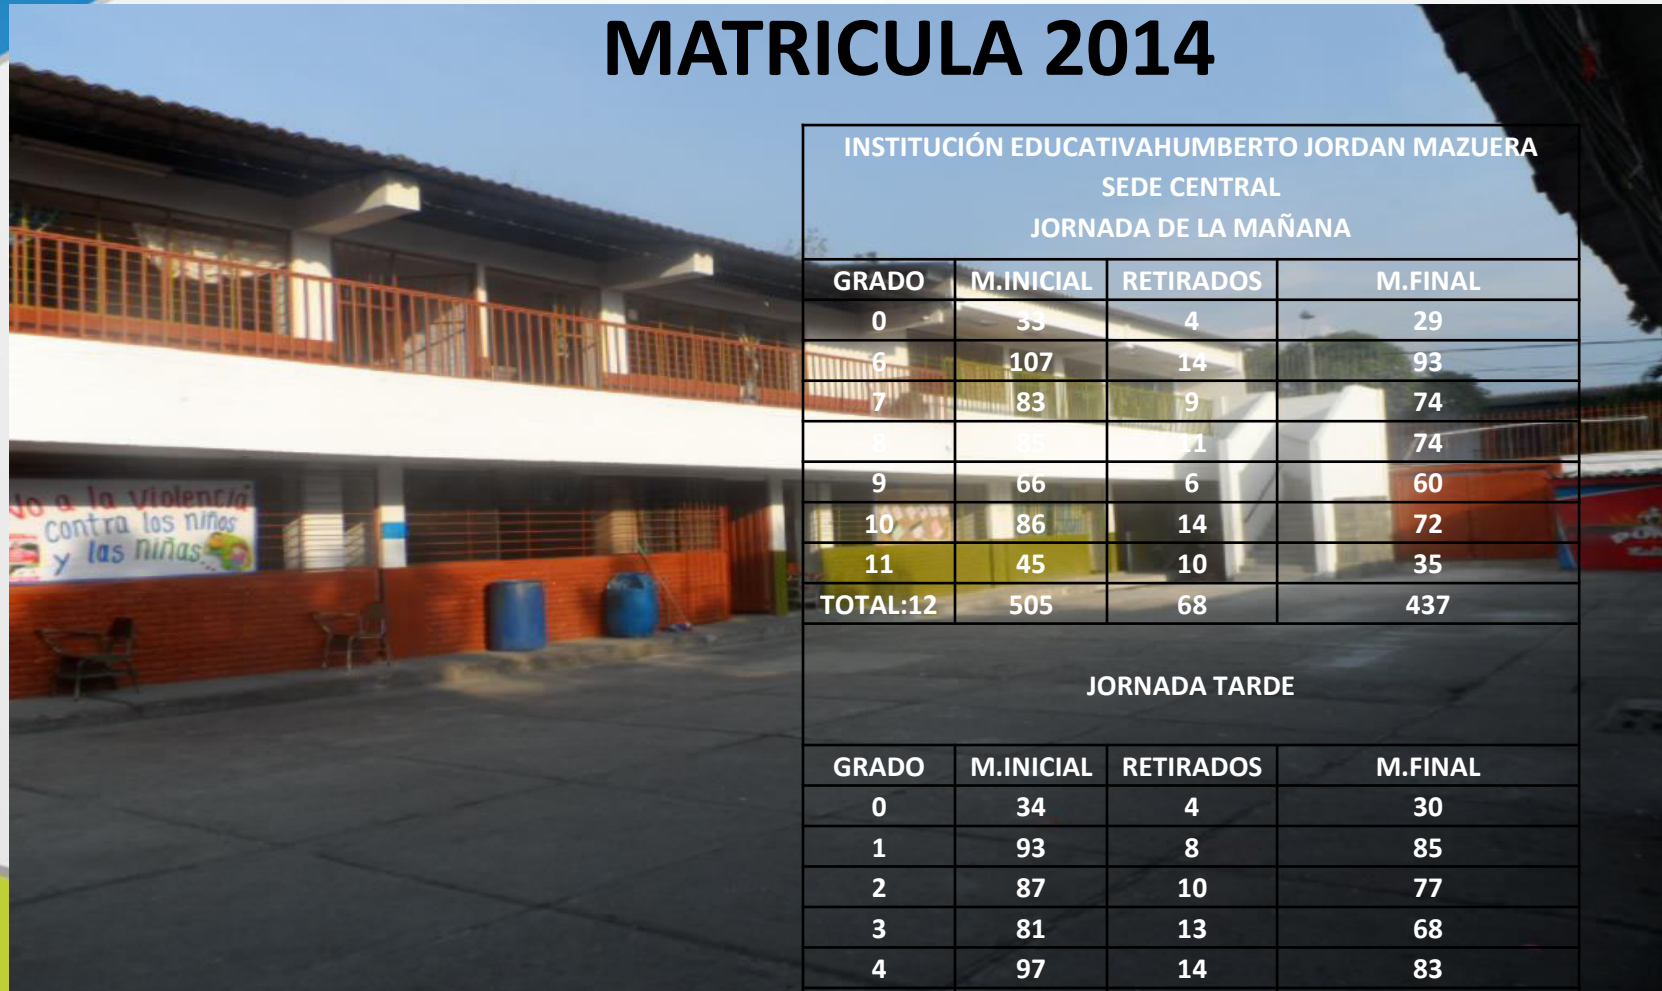 MATRICULA 2014
INSTITUCIÓN EDUCATIVAHUMBERTO JORDAN MAZUERA
SEDE CENTRAL
JORNADA DE LA MAÑANA
GRADO M.INICIAL RETIRADOS M.FINAL
0 33 4 29
6 107 14 93
7 83 9 74
8 85 11 74
9 66 6 60
10 86 14 72
11 45 10 35
TOTAL:12 505 68 437
JORNADA TARDE
GRADO M.INICIAL RETIRADOS M.FINAL
0 34 4 30
1 93 8 85
2 87 10 77
3 81 13 68
4 97 14 83
No a la violencia
contra los niños
y las niñas...